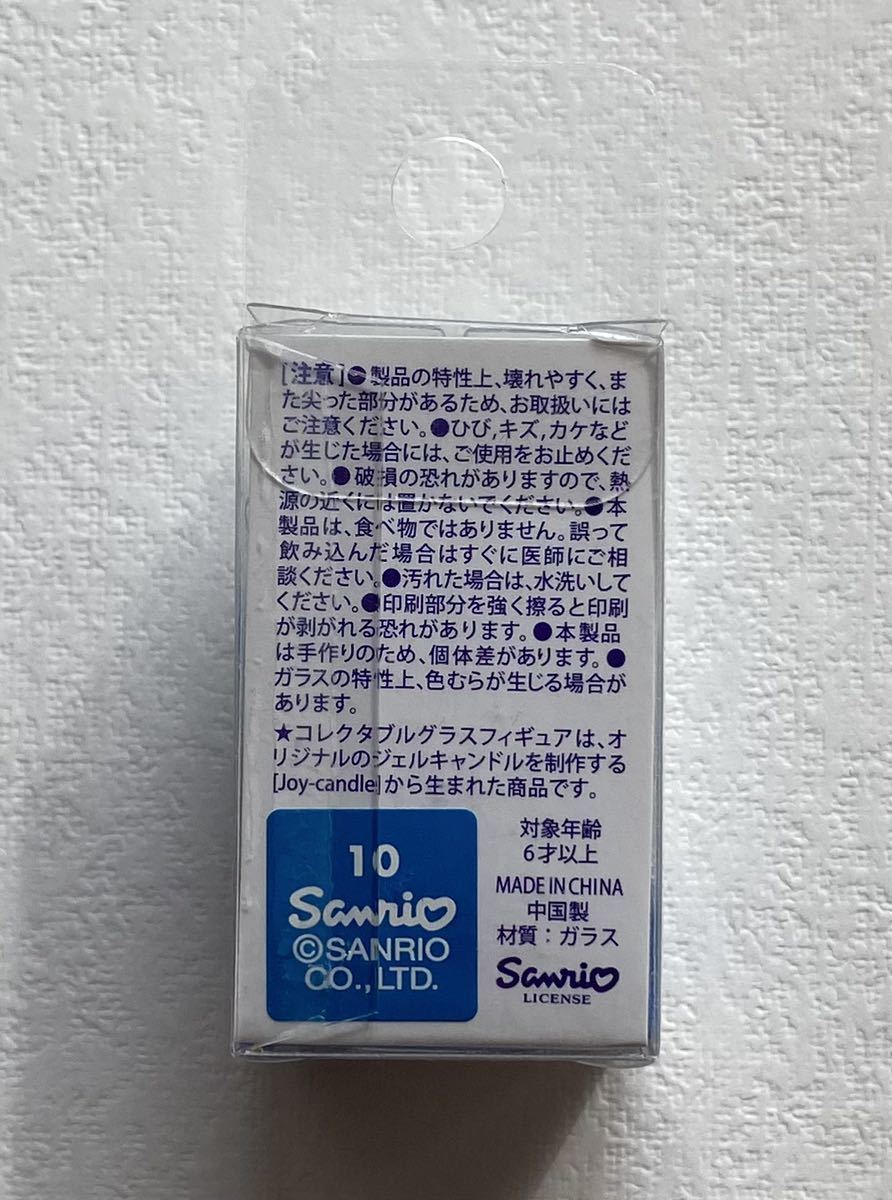 [注意]●製品の特性上、壊れやすく、ま
た尖った部分があるため、お取扱いには
ご注意ください。●ひび,キズ,カケなど
が生じた場合には、ご使用をお止めくだ
さい。●破損の恐れがありますので、熱
源の近くには置かないでください。●本
製品は、食べ物ではありません。誤って
飲み込んだ場合はすぐに医師にご相
談ください。●汚れた場合は、水洗いして
ください。●印刷部分を強く擦ると印刷
が剥がれる恐れがあります。●本製品
は手作りのため、個体差があります。●
ガラスの特性上、色むらが生じる場合が
あります。
★コレクタブルグラスフィギュアは、オ
リジナルのジェルキャンドルを制作する
[Joy-candle]から生まれた商品です。
10
Sanrio
©SANRIO
CO.,LTD.
対象年齢
6才以上
MADE IN CHINA
中国製
材質:ガラス
Sanrio
LICENSE